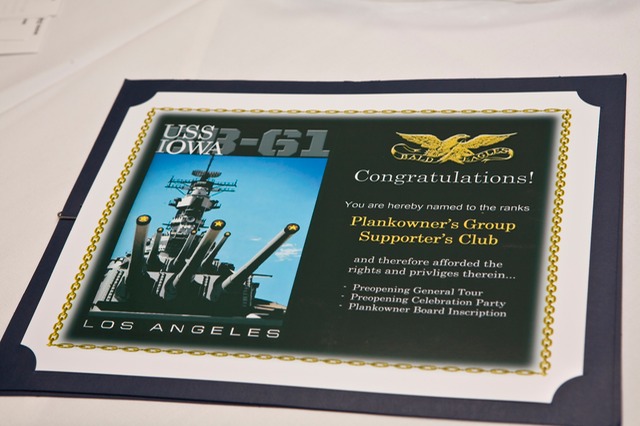 USS
IOWA
B-61
LOS ANGELES
BALD EAGLES
Congratulations!
You are hereby named to the ranks
Plankowner's Group
Supporter's Club
and therefore afforded the
rights and privliges therein...
- Preopening General Tour
- Preopening Celebration Party
- Plankowner Board Inscription